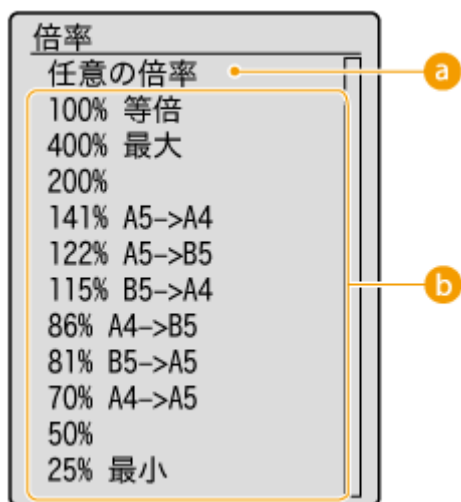 倍率
任意の倍率
a
100% 等倍
400% 最大
200%
141% A5->A4
122% A5->B5
115% B5->A4
b
86% A4->B5
81% B5->A5
70% A4->A5
50%
25% 最小